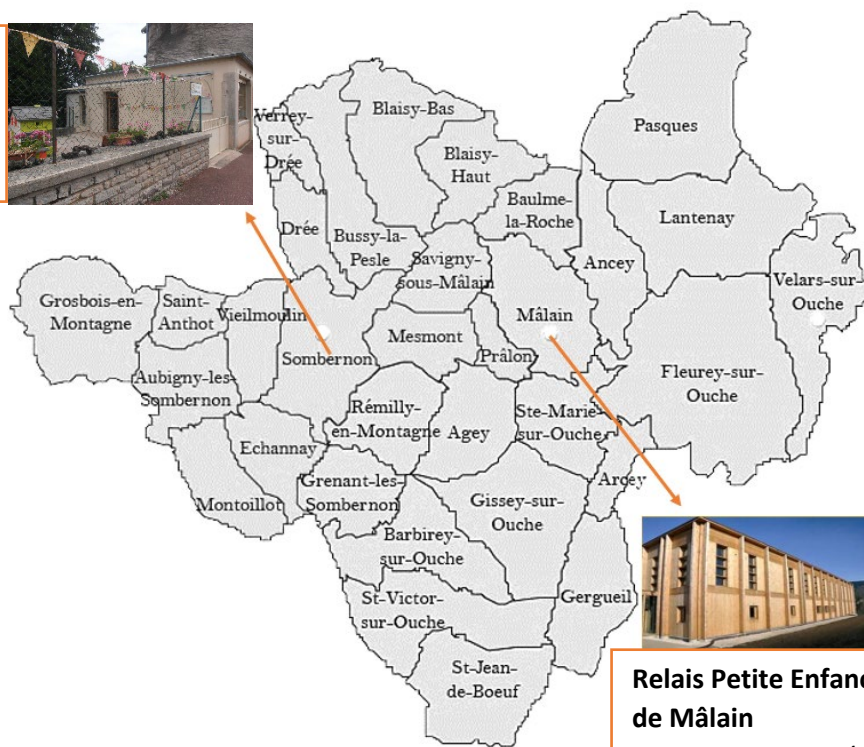 Blaisy-Bas
Verrey-
sur-
Drée
Pasques
Blaisy-
Haut
Baulme-
la-Roche
Lantenay
Drée
Bussy-la-
Pesle
Savigny-
sous-Mâlain
Ancey
Velars-sur-
Ouche
Grosbois-en-
Montagne
Saint-
Anthot
Vieilmoulin
Mâlain
Mesmont
Sombernon
Prâlon
Fleurey-sur-
Ouche
Aubigny-les-
Sombernon
Rémilly-
en-Montagne
Agey
Ste-Marie-
sur-Ouche
Echannay
Arcey
Montoillot
Grenant-les-
Sombernon
Gissey-sur-
Ouche
Barbirey-
sur-Ouche
Gergueil
St-Victor-
sur-Ouche
St-Jean-
de-Boeuf
Relais Petite Enfan
de Mâlain